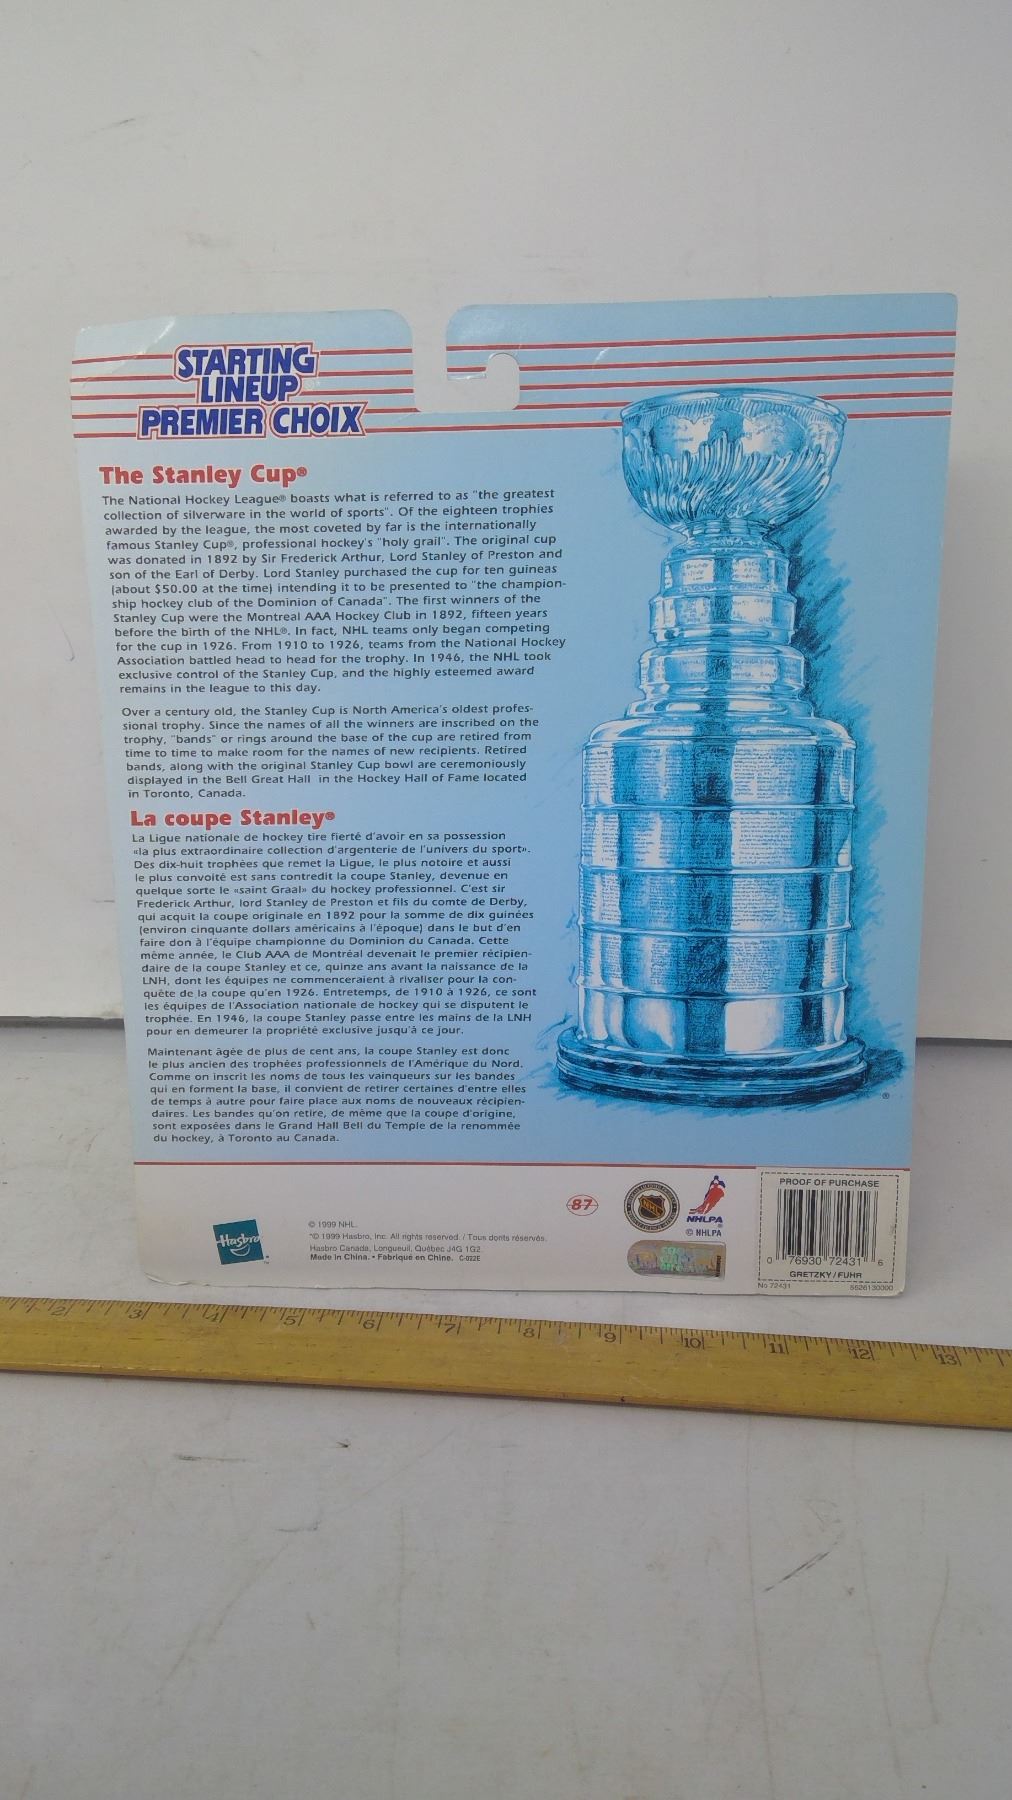 STARTING
LINEUP
PREMIER CHOIX
The Stanley Cup®
The National Hockey League® boasts what is referred to as "the greatest
collection of silverware in the world of sports". Of the eighteen trophies
awarded by the league, the most coveted by far is the internationally
famous Stanley Cup®, professional hockey's "holy grail". The original cup
was donated in 1892 by Sir Frederick Arthur, Lord Stanley of Preston and
son of the Earl of Derby. Lord Stanley purchased the cup for ten guineas
(about $50.00 at the time) intending it to be presented to "the champion-
ship hockey club of the Dominion of Canada". The first winners of the
Stanley Cup were the Montreal AAA Hockey Club in 1892, fifteen years
before the birth of the NHL®. In fact, NHL teams only began competing
for the cup in 1926. From 1910 to 1926, teams from the National Hockey
Association battled head to head for the trophy. In 1946, the NHL took
exclusive control of the Stanley Cup, and the highly esteemed award
remains in the league to this day.
Over a century old, the Stanley Cup is North America's oldest profes-
sional trophy. Since the names of all the winners are inscribed on the
trophy, "bands" or rings around the base of the cup are retired from
time to time to make room for the names of new recipients. Retired
bands, along with the original Stanley Cup bowl are ceremoniously
displayed in the Bell Great Hall in the Hockey Hall of Fame located
in Toronto, Canada.
La coupe Stanley®
La Ligue nationale de hockey tire fierté d'avoir en sa possession
«la plus extraordinaire collection d'argenterie de l'univers du sport».
Des dix-huit trophées que remet la Ligue, le plus notoire et aussi
le plus convoité est sans contredit la coupe Stanley, devenue en
quelque sorte le «saint Graal» du hockey professionnel. C'est sir
Frederick Arthur, lord Stanley de Preston et fils du comte de Derby,
qui acquit la coupe originale en 1892 pour la somme de dix guinées
(environ cinquante dollars américains à l'époque) dans le but d'en
faire don à l'équipe championne du Dominion du Canada. Cette
même année, le Club AAA de Montréal devenait le premier récipien-
daire de la coupe Stanley et ce, quinze ans avant la naissance de la
LNH, dont les équipes ne commenceraient à rivaliser pour la con-
quête de la coupe qu'en 1926. Entretemps, de 1910 à 1926, ce sont
les équipes de l'Association nationale de hockey qui se disputent le
trophée. En 1946, la coupe Stanley passe entre les mains de la LNH
pour en demeurer la propriété exclusive jusqu'à ce jour.
Maintenant âgée de plus de cent ans, la coupe Stanley est donc
le plus ancien des trophées professionnels de l'Amérique du Nord.
Comme on inscrit les noms de tous les vainqueurs sur les bandes
qui en forment la base, il convient de retirer certaines d'entre elles
de temps à autre pour faire place aux noms de nouveaux récipien-
daires. Les bandes qu'on retire, de même que la coupe d'origine,
sont exposées dans le Grand Hall Bell du Temple de la renommée
du hockey, à Toronto au Canada.
®
Hasbro
© 1999 NHL.
©1999 Hasbro, Inc. All rights reserved. / Tous dorits réservés.
Hasbro Canada, Longueuil, Québec J4G 1G2.
Made in China. • Fabriqué en Chine. C-022E
87
NHL
NHLPA
© NHLPA
PROOF OF PURCHASE
0 76930 72431 6
GRETZKY / FUHR
No 72431
5526130000
2 3 4 5 6 7 8 9 10 11 12 13